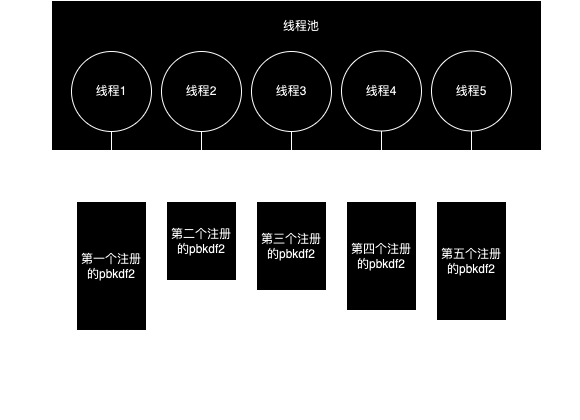 线程池
线程1
线程2
线程3
线程4
线程5
第一个注册
的pbkdf2
第二个注册
的pbkdf2
第三个注册
的pbkdf2
第四个注册
的pbkdf2
第五个注册
的pbkdf2